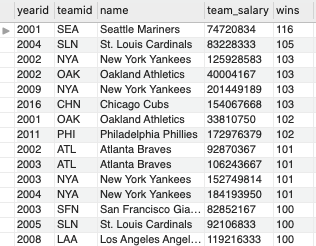 yearid teamid name team_salary wins
2001 SEA Seattle Mariners 74720834 116
2004 SLN St. Louis Cardinals 83228333 105
2002 NYA New York Yankees 125928583 103
2002 OAK Oakland Athletics 40004167 103
2009 NYA New York Yankees 201449189 103
2016 CHN Chicago Cubs 154067668 103
2001 OAK Oakland Athletics 33810750 102
2011 PHI Philadelphia Phillies 172976379 102
2002 ATL Atlanta Braves 92870367 101
2003 ATL Atlanta Braves 106243667 101
2003 NYA New York Yankees 152749814 101
2004 NYA New York Yankees 184193950 101
2003 SFN San Francisco Gia... 82852167 100
2005 SLN St. Louis Cardinals 92106833 100
2008 LAA Los Angeles Angel... 119216333 100